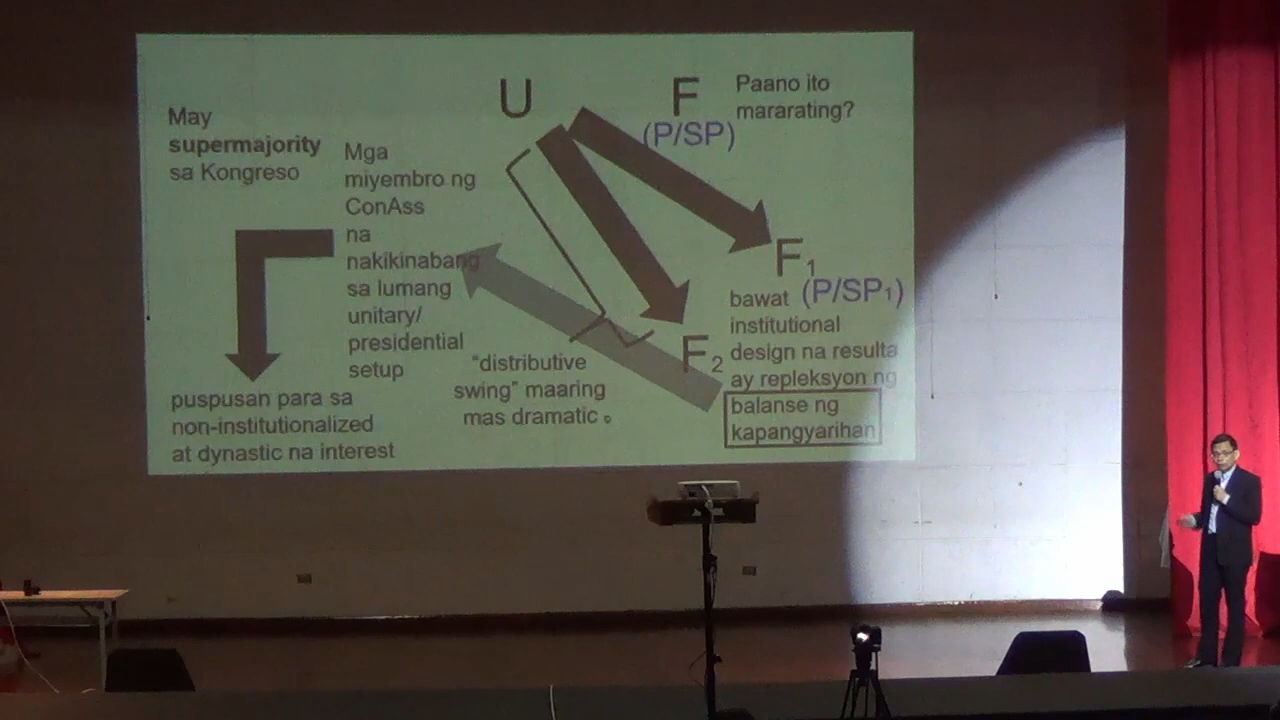 May
supermajority
sa Kongreso
Mga
miyembro ng
ConAss
na
nakikinabang
sa lumang
unitary/
presidential
setup
puspusan para sa
non-institutionalized
at dynastic na interest
U
F
(P/SP)
Paano ito
mararating?
F1
(P/SP1)
F2
"distributive
swing" maaring
mas dramatic.
bawat
institutional
design na resulta
ay repleksyon ng
balanse ng
kapangyarihan